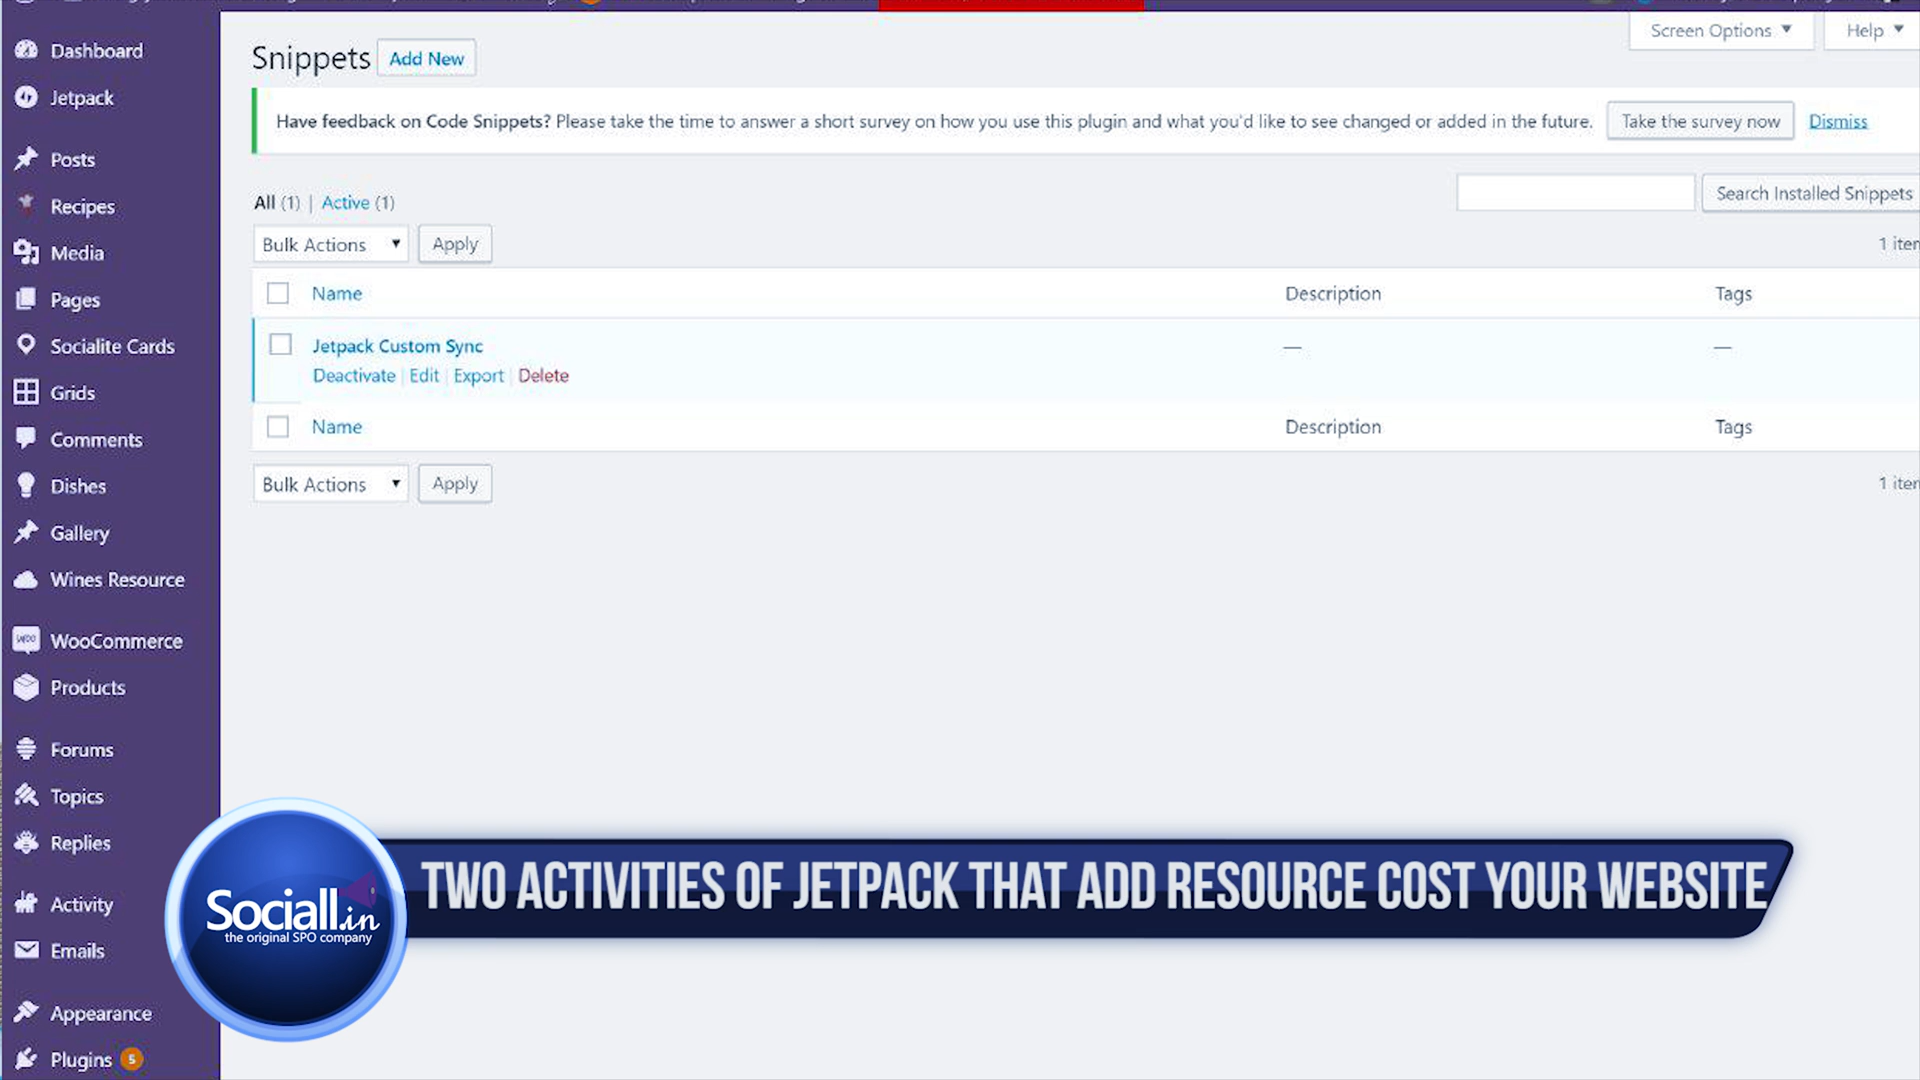 Screen Options
Help
Dashboard
Jetpack
Posts
Recipes
Media
Pages
Socialite Cards
Grids
Comments
Dishes
Gallery
Wines Resource
WooCommerce
Products
Forums
Topics
Replies
Activity
Emails
Appearance
Plugins 5
Snippets Add New
Have feedback on Code Snippets? Please take the time to answer a short survey on how you use this plugin and what you'd like to see changed or added in the future. Take the survey now Dismiss
All (1) | Active (1)
Search Installed Snippets
Bulk Actions Apply
1 item
Name Description Tags
Jetpack Custom Sync — —
Deactivate | Edit | Export | Delete
Name Description Tags
Bulk Actions Apply
1 item
TWO ACTIVITIES OF JETPACK THAT ADD RESOURCE COST YOUR WEBSITE
Sociall.in
the original SPO company